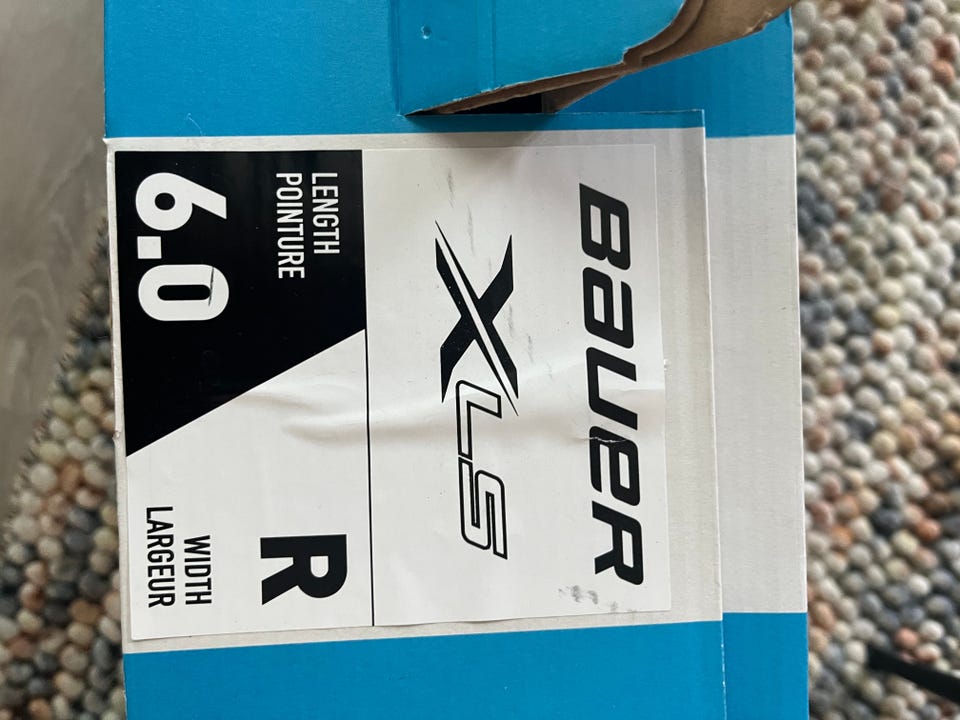 BAUER
XLS
LENGTH
POINTURE
6.0
R
WIDTH
LARGEUR